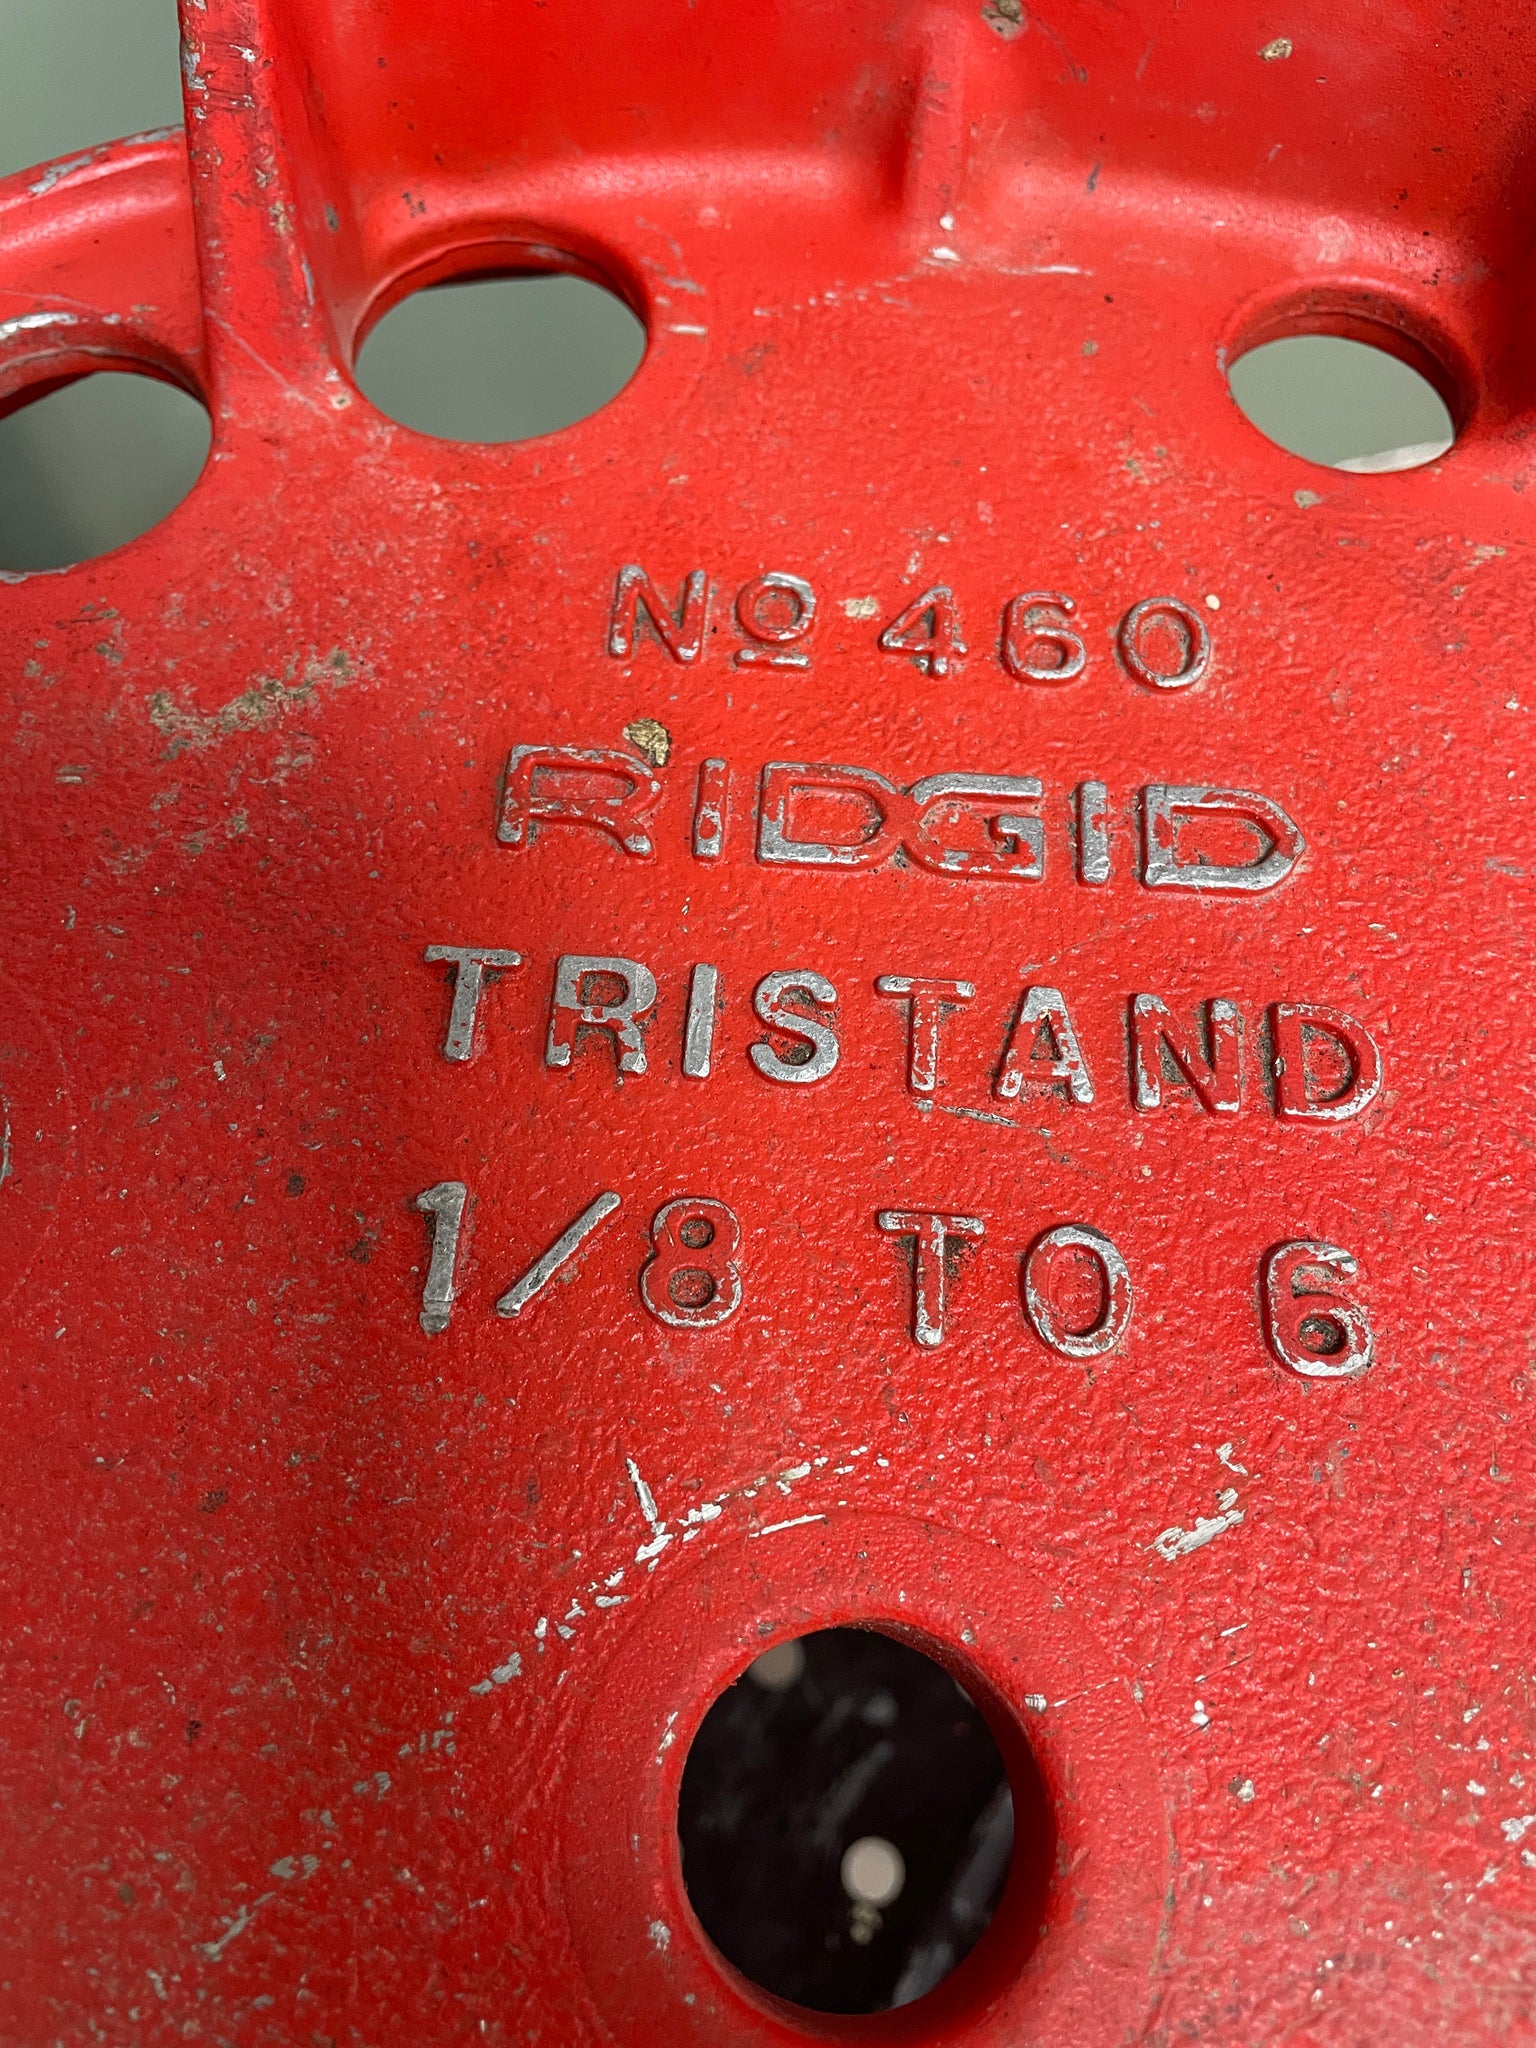 Nº 460
RIDGID
TRISTAND
1/8 TO 6